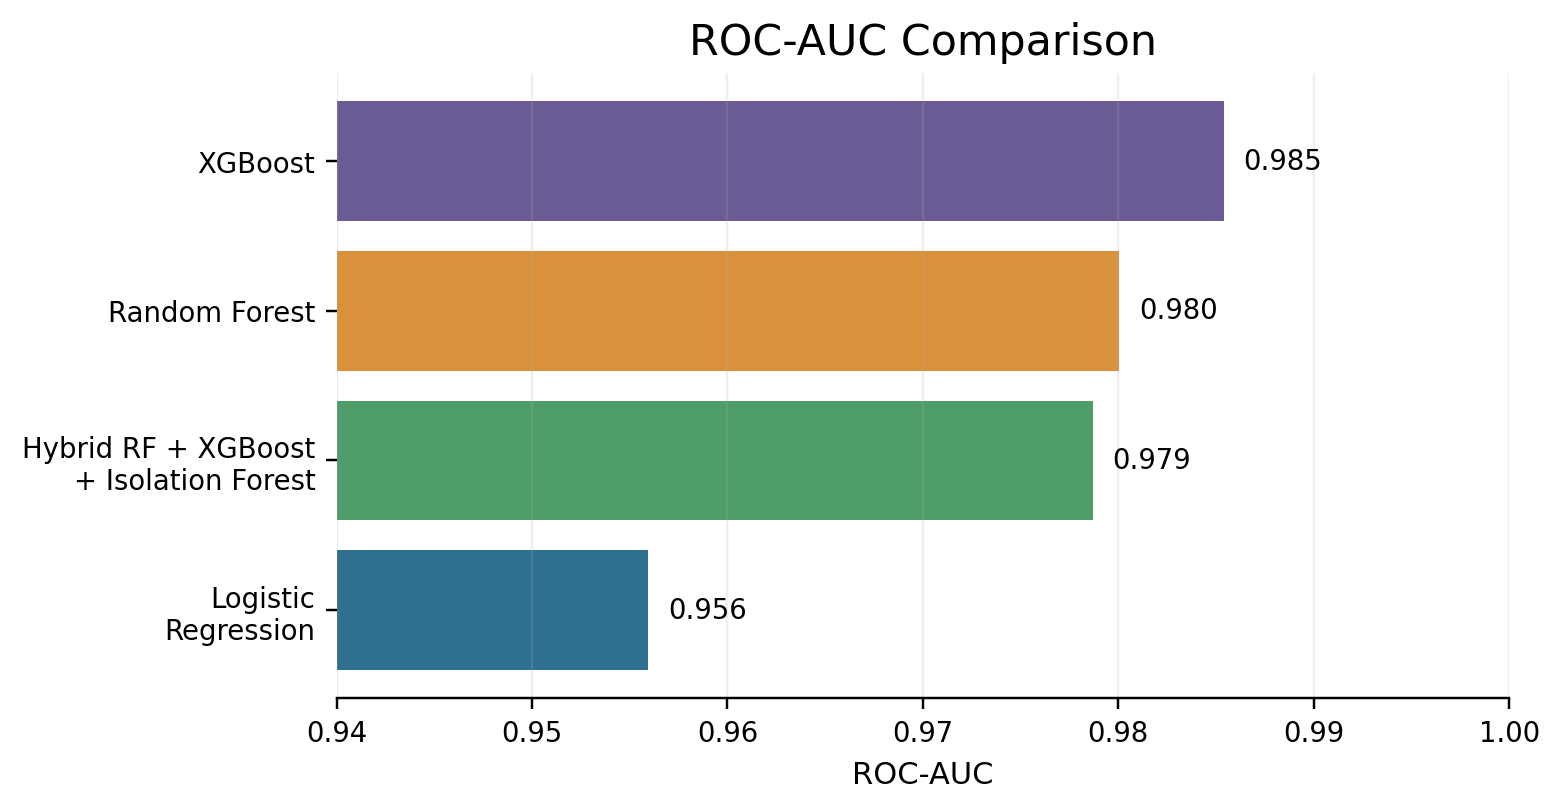 ROC-AUC Comparison
XGBoost
0.985
Random Forest
0.980
Hybrid RF + XGBoost
+ Isolation Forest
0.979
Logistic
Regression
0.956
0.94 0.95 0.96 0.97 0.98 0.99 1.00
ROC-AUC